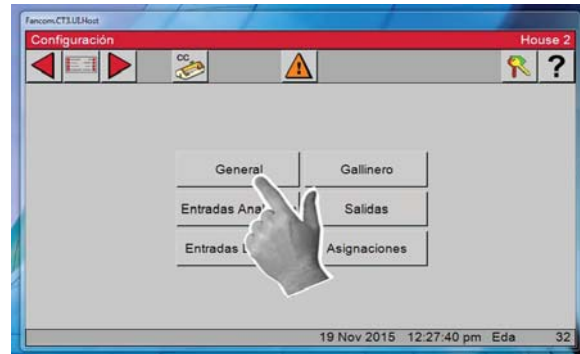 Fancom.CT3.UI.Host
Configuración House 2
CC
?
General Gallinero
Entradas Salidas
Entradas Asignaciones
19 Nov 2015 12:27:40 pm Eda 32